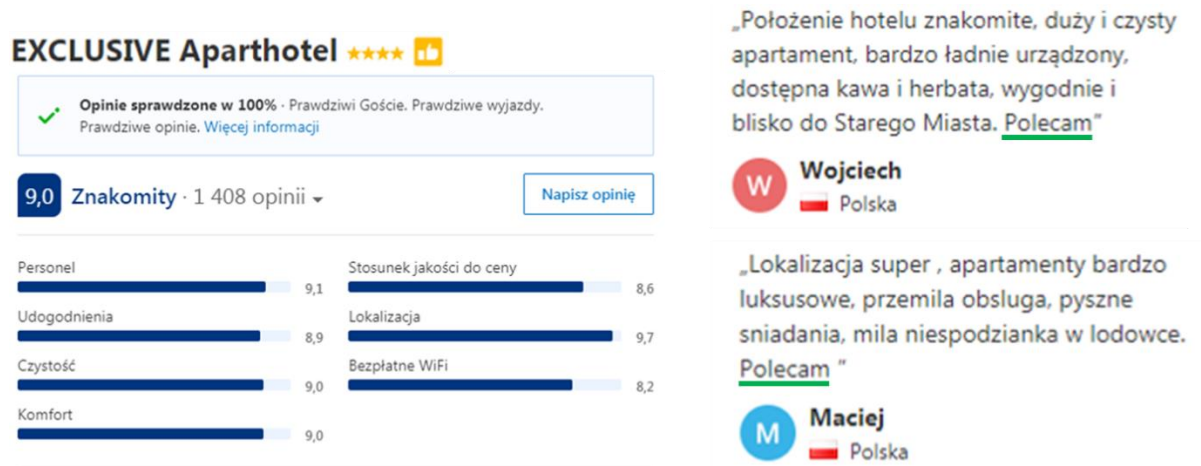 EXCLUSIVE Aparthotel
Opinie sprawdzone w 100% · Prawdziwi Goście. Prawdziwe wyjazdy.
Prawdziwe opinie. Więcej informacji
9,0 Znakomity · 1 408 opinii
Napisz opinię
Personel
9,1
Stosunek jakości do ceny
8,6
Udogodnienia
8,9
Lokalizacja
9,7
Czystość
9,0
Bezpłatne WiFi
8,2
Komfort
9,0
„Położenie hotelu znakomite, duży i czysty
apartament, bardzo ładnie urządzony,
dostępna kawa i herbata, wygodnie i
blisko do Starego Miasta. Polecam”
W
Wojciech
Polska
„Lokalizacja super , apartamenty bardzo
luksusowe, przemila obsluga, pyszne
sniadania, mila niespodzianka w lodowce.
Polecam ”
M
Maciej
Polska